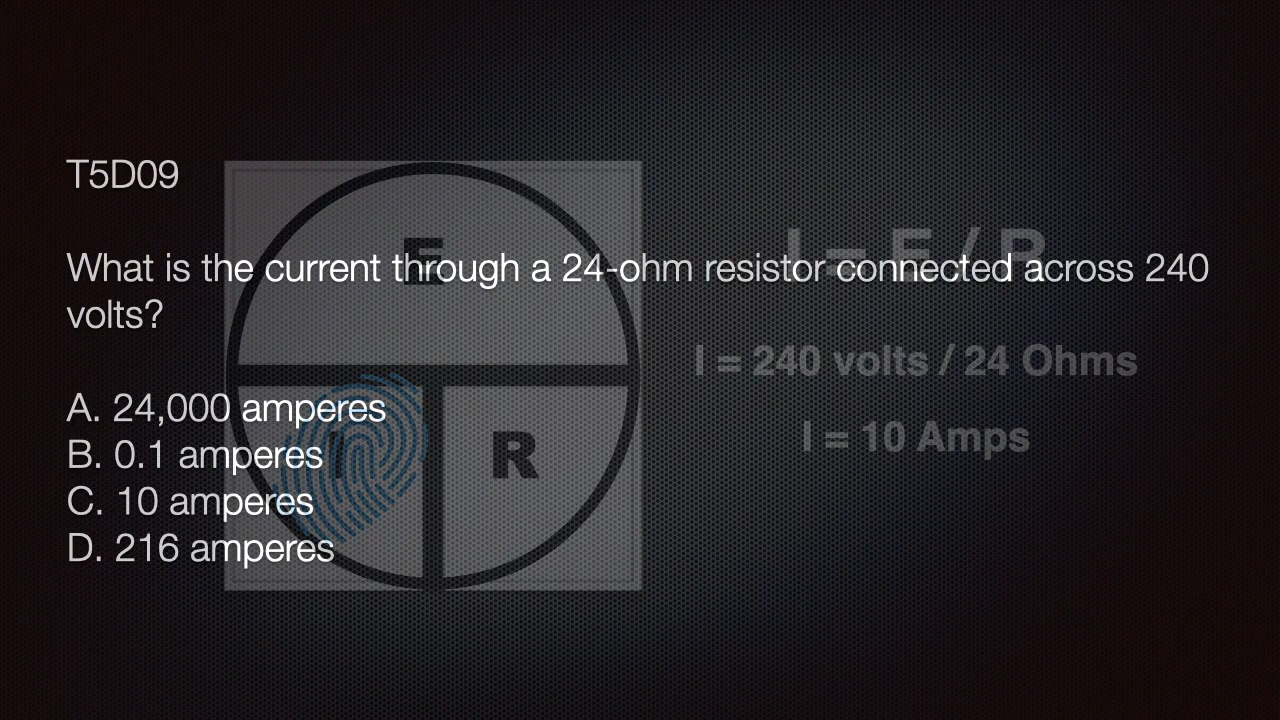 T5D09
E
I = E / R
What is the current through a 24-ohm resistor connected across 240
volts?
I = 240 volts / 24 Ohms
A. 24,000 amperes
I = 10 Amps
B. 0.1 amperes
I
R
C. 10 amperes
D. 216 amperes